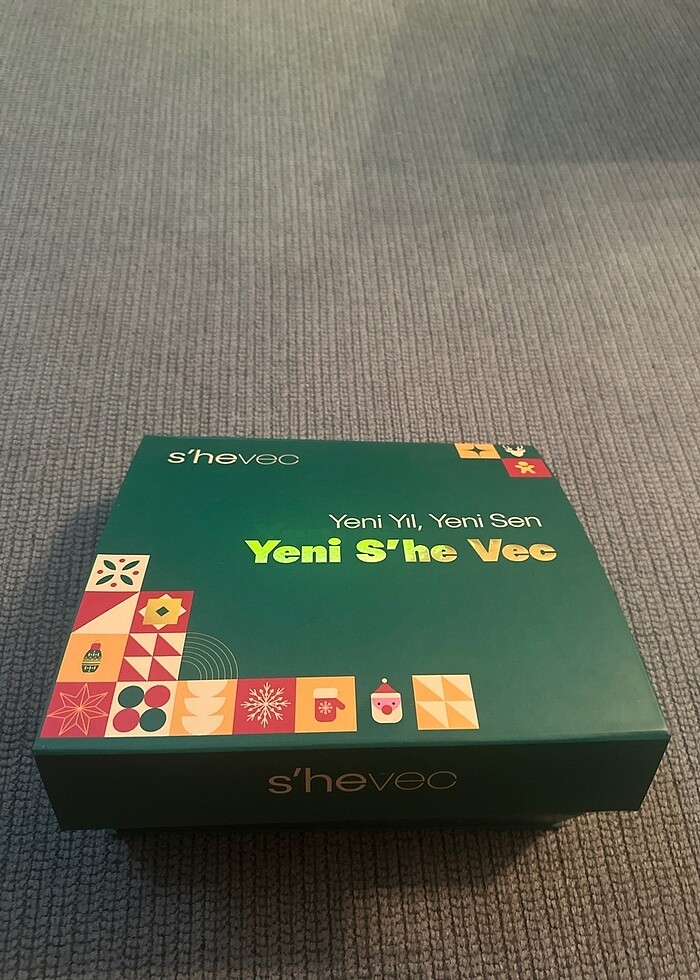 s'hevec
Yeni Yıl, Yeni Sen
Yeni S'he Vec
s'hevec